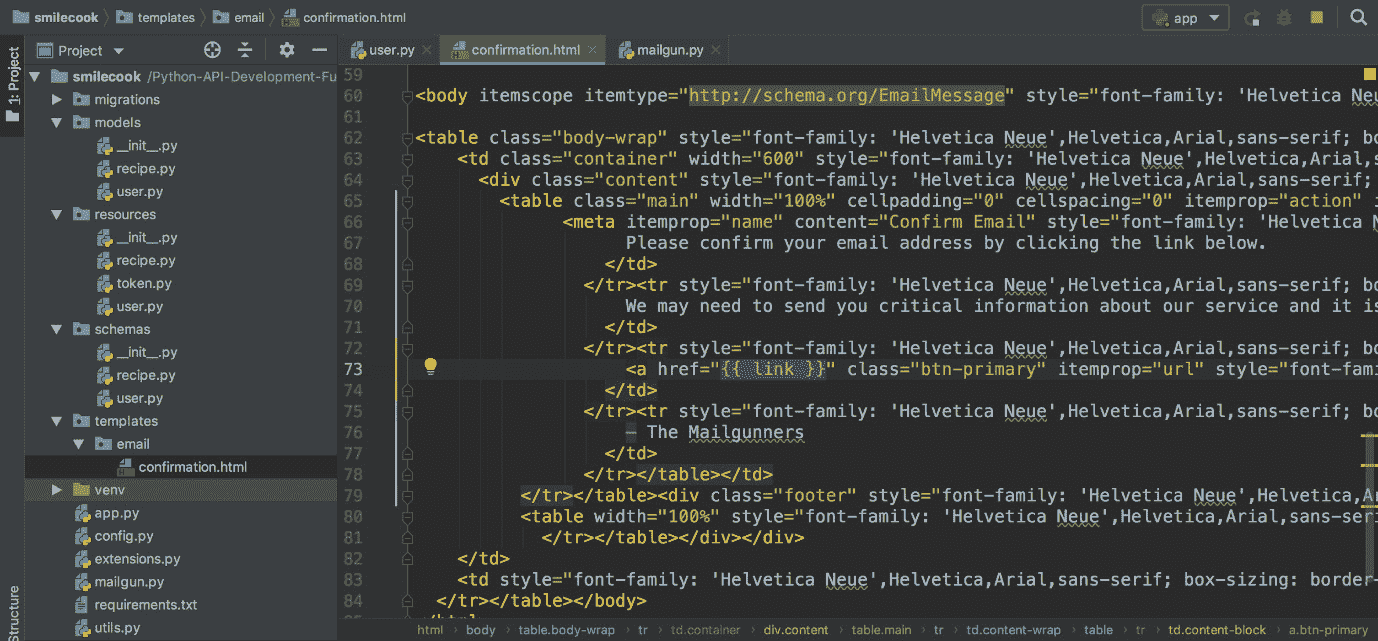 smilecook templates email confirmation.html app
Project
user.py confirmation.html mailgun.py
1: Project
smilecook /Python-API-Development-Fu
migrations
models
__init__.py
recipe.py
user.py
resources
__init__.py
recipe.py
token.py
user.py
schemas
__init__.py
recipe.py
user.py
templates
email
confirmation.html
venv
app.py
config.py
extensions.py
mailgun.py
requirements.txt
utils.py
Structure
59
60 <body itemscope itemtype="http://schema.org/EmailMessage" style="font-family: 'Helvetica Neue
61
62 <table class="body-wrap" style="font-family: 'Helvetica Neue',Helvetica,Arial,sans-serif; bo
63 <td class="container" width="600" style="font-family: 'Helvetica Neue',Helvetica,Arial,s
64 <div class="content" style="font-family: 'Helvetica Neue',Helvetica,Arial,sans-serif;
65 <table class="main" width="100%" cellpadding="0" cellspacing="0" itemprop="action" i
66 <meta itemprop="name" content="Confirm Email" style="font-family: 'Helvetica N
67 Please confirm your email address by clicking the link below.
68 </td>
69 </tr><tr style="font-family: 'Helvetica Neue',Helvetica,Arial,sans-serif; bo
70 We may need to send you critical information about our service and it is
71 </td>
72 </tr><tr style="font-family: 'Helvetica Neue',Helvetica,Arial,sans-serif; bo
73 <a href="{{ link }}" class="btn-primary" itemprop="url" style="font-fami
74 </td>
75 </tr><tr style="font-family: 'Helvetica Neue',Helvetica,Arial,sans-serif; bo
76 — The Mailgunners
77 </td>
78 </tr></table></td>
79 </tr></table><div class="footer" style="font-family: 'Helvetica Neue',Helvetica,A
80 <table width="100%" style="font-family: 'Helvetica Neue',Helvetica,Arial,sans-seri
81 </tr></table></div></div>
82 </td>
83 <td style="font-family: 'Helvetica Neue',Helvetica,Arial,sans-serif; box-sizing: border-
84 </tr></table></body>
html body table.body-wrap tr td.container div.content table.main tr td.content-wrap table tr td.content-block a.btn-primary